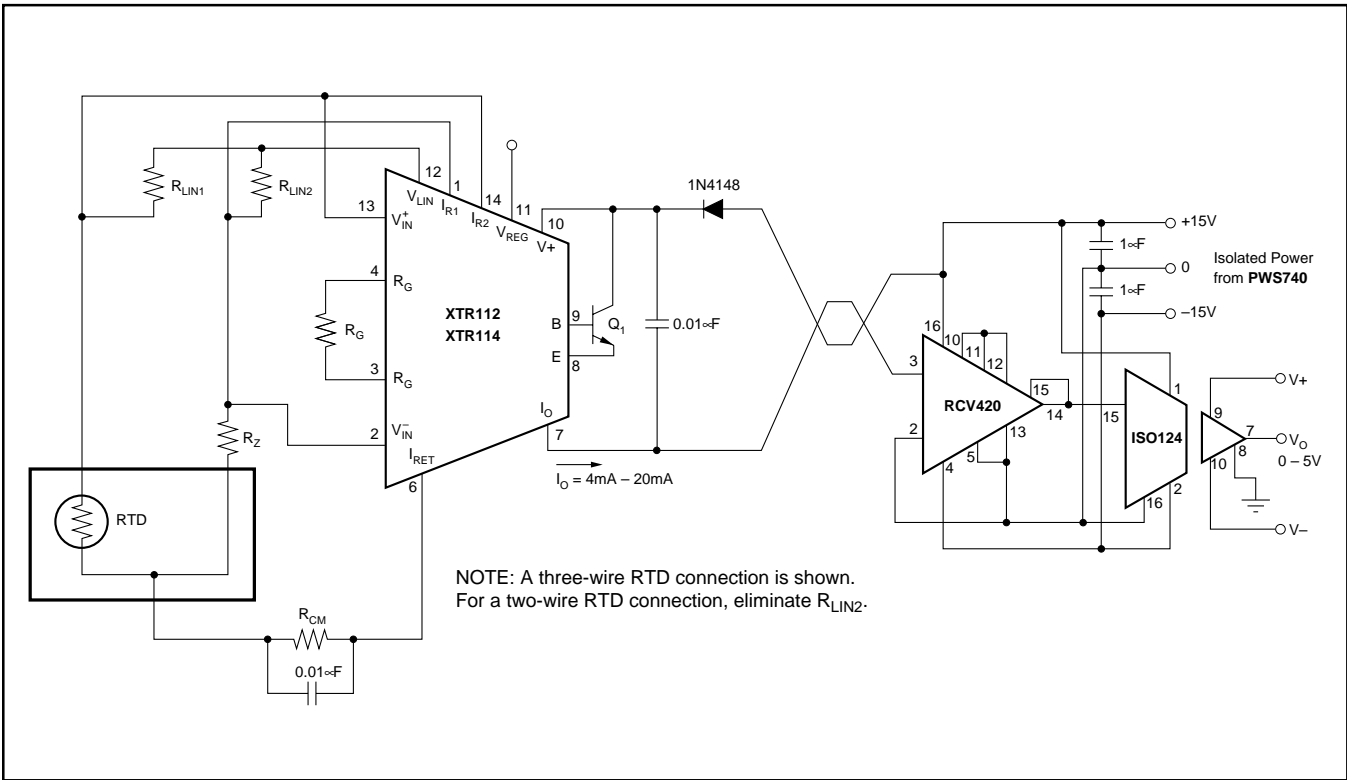 12
1
14
11
R_LIN1
R_LIN2
V_LIN
I_R1
I_R2
V_REG
13
V_IN^+
10
V+
1N4148
4
R_G
R_G
3
R_G
XTR112
XTR114
9
B
Q_1
E
8
0.01∝F
I_O
7
2
V_IN^–
I_RET
6
R_Z
I_O = 4mA – 20mA
RTD
R_CM
0.01∝F
NOTE: A three-wire RTD connection is shown.
For a two-wire RTD connection, eliminate R_LIN2.
16
10
11
12
3
RCV420
15
14
2
4
5
13
+15V
1∝F
0
1∝F
–15V
Isolated Power
from PWS740
1
15
ISO124
2
16
9
V+
7
V_O
0 – 5V
8
10
V–